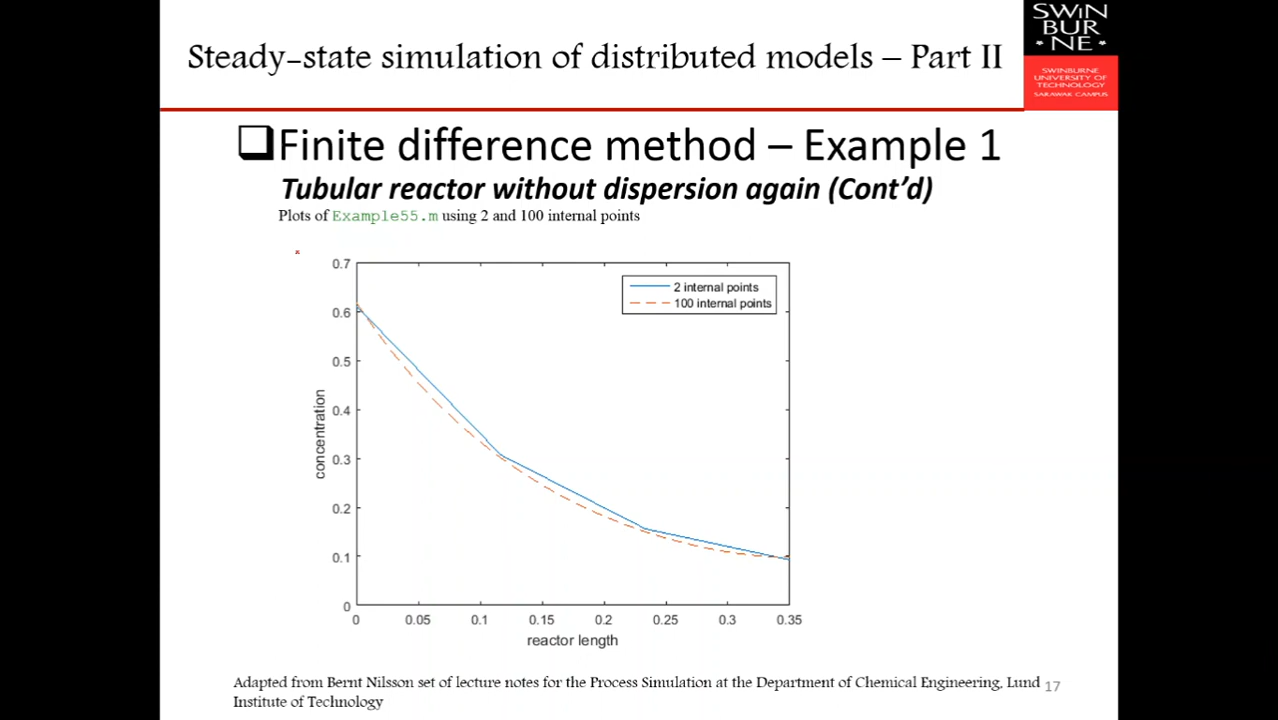 Steady-state simulation of distributed models – Part II
SWIN
BUR
*NE*
SWINBURNE
UNIVERSITY OF
TECHNOLOGY
SARAWAK CAMPUS
Finite difference method – Example 1
Tubular reactor without dispersion again (Cont'd)
Plots of Example55.m using 2 and 100 internal points
0.7
0.6
0.5
0.4
0.3
0.2
0.1
0
concentration
2 internal points
100 internal points
0 0.05 0.1 0.15 0.2 0.25 0.3 0.35
reactor length
Adapted from Bernt Nilsson set of lecture notes for the Process Simulation at the Department of Chemical Engineering, Lund
Institute of Technology
17